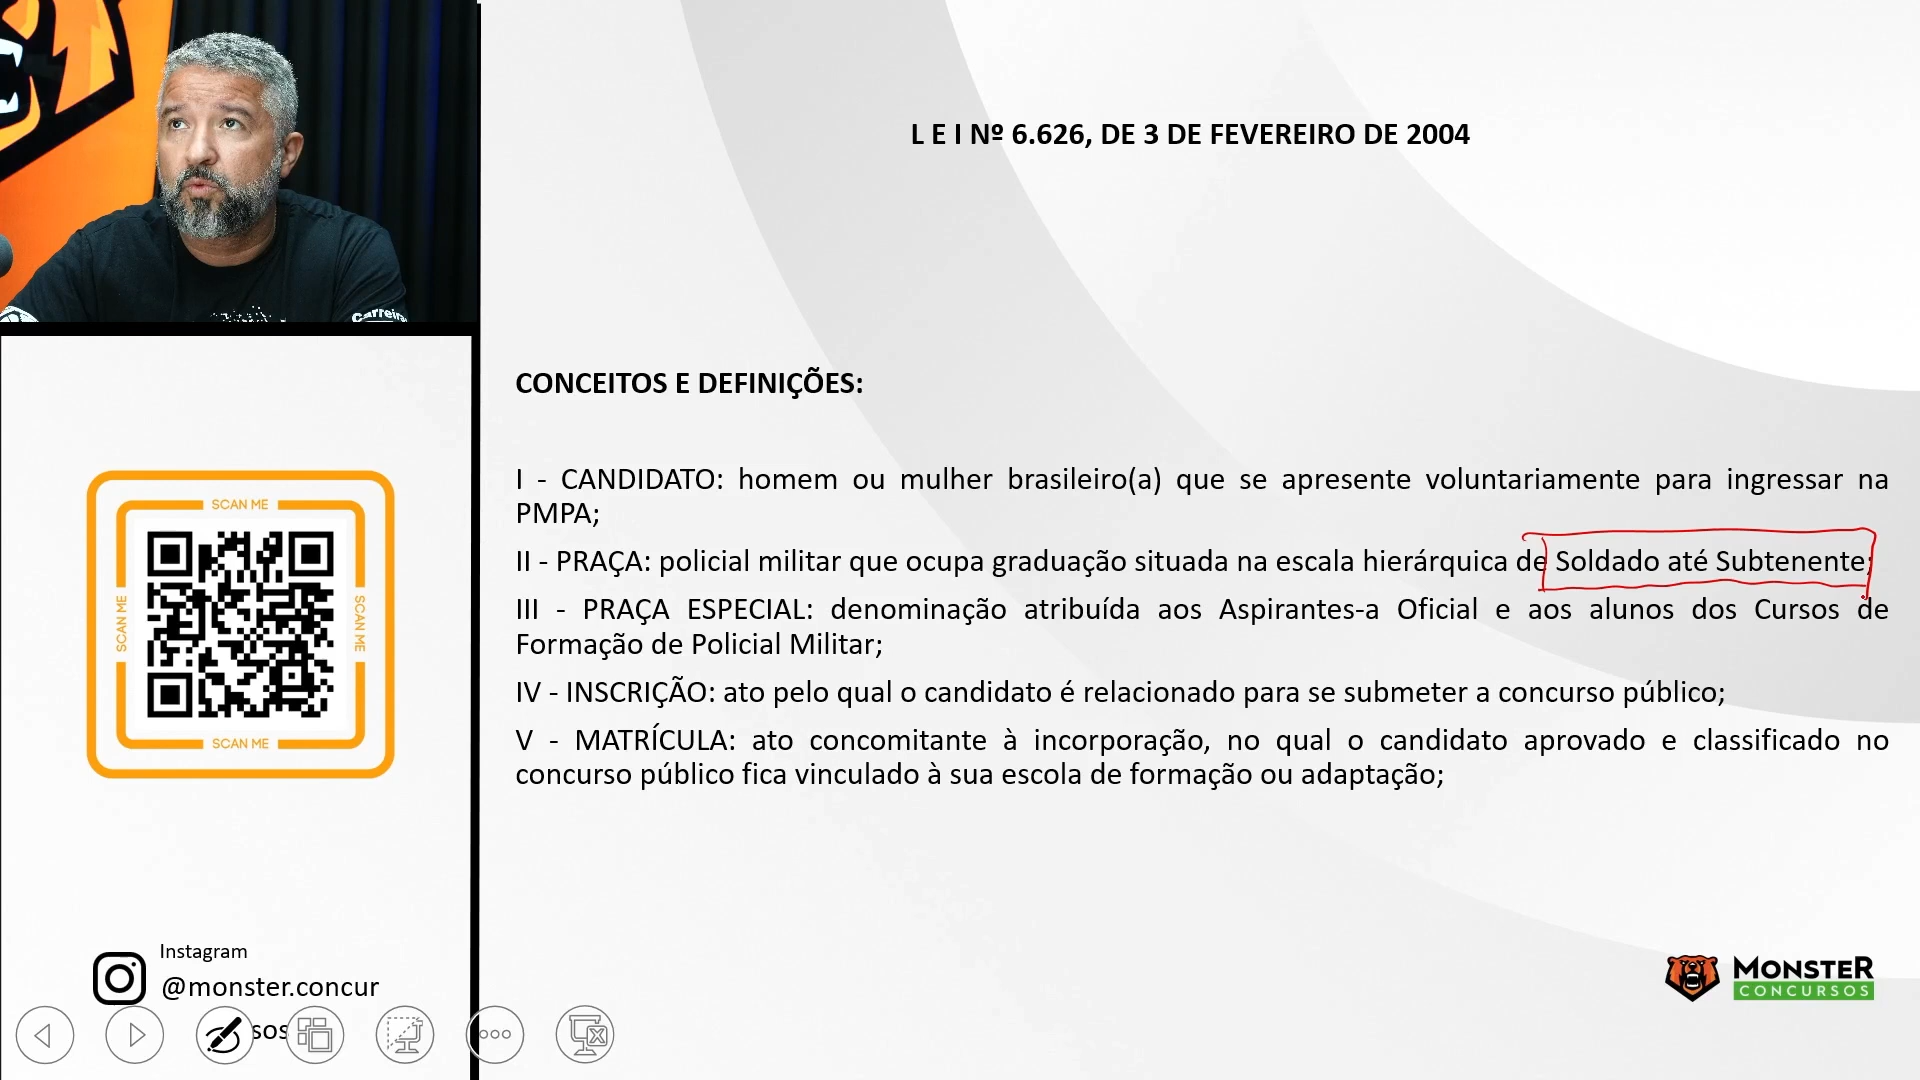 Carreira
L E I Nº 6.626, DE 3 DE FEVEREIRO DE 2004
CONCEITOS E DEFINIÇÕES:
I - CANDIDATO: homem ou mulher brasileiro(a) que se apresente voluntariamente para ingressar na
PMPA;
II - PRAÇA: policial militar que ocupa graduação situada na escala hierárquica de Soldado até Subtenente;
III - PRAÇA ESPECIAL: denominação atribuída aos Aspirantes-a Oficial e aos alunos dos Cursos de
Formação de Policial Militar;
IV - INSCRIÇÃO: ato pelo qual o candidato é relacionado para se submeter a concurso público;
V - MATRÍCULA: ato concomitante à incorporação, no qual o candidato aprovado e classificado no
concurso público fica vinculado à sua escola de formação ou adaptação;
SCAN ME
SCAN ME
SCAN ME
SCAN ME
Instagram
@monster.concur
sos
MONSTER
CONCURSOS